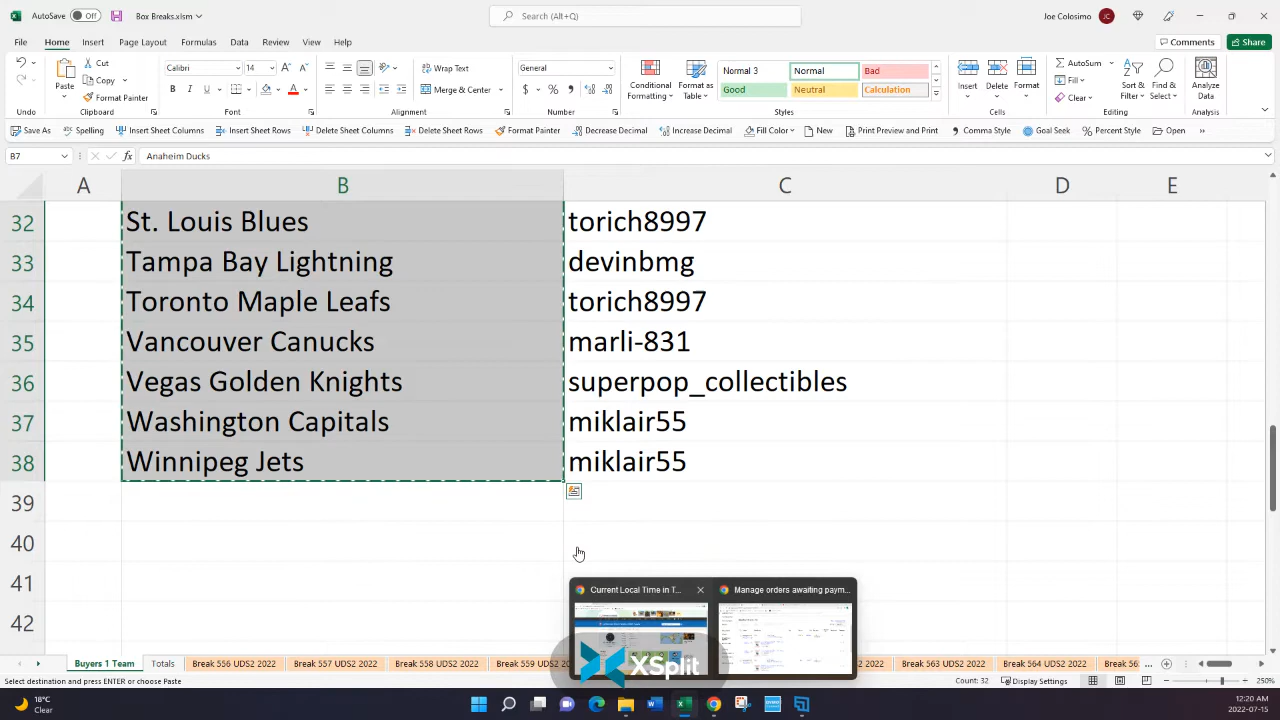 AutoSave Off Box Breaks.xlsm Search (Alt+Q) Joe Colosimo JC
File Home Insert Page Layout Formulas Data Review View Help Comments Share
Undo Paste Cut Copy Format Painter Clipboard
Calibri 14 B I U Font
Wrap Text Merge & Center Alignment
General $ % Number
Conditional Formatting Format as Table Normal 3 Normal Bad Good Neutral Calculation Styles
Insert Delete Format Cells
AutoSum Fill Clear Sort & Filter Find & Select Editing
Analyze Data Analysis
Save As Spelling Insert Sheet Columns Insert Sheet Rows Delete Sheet Columns Delete Sheet Rows Format Painter Decrease Decimal Increase Decimal Fill Color New Print Preview and Print Comma Style Goal Seek Percent Style Open
B7 fx Anaheim Ducks
A B C D E
32 St. Louis Blues torich8997
33 Tampa Bay Lightning devinbmg
34 Toronto Maple Leafs torich8997
35 Vancouver Canucks marli-831
36 Vegas Golden Knights superpop_collectibles
37 Washington Capitals miklair55
38 Winnipeg Jets miklair55
39
40
41
42
Current Local Time in T... Manage orders awaiting paym...
XSplit
Buyers 1 Team Totals Break 556 UDS2 2022 Break 557 UDS2 2022 Break 558 UDS2 2022 Break 559 2022 Break 563 UDS2 2022 Break 564 UDS2 2022 Break 56 ...
Select destination and press ENTER or choose Paste Count: 32 Display Settings 250%
18°C
Clear
12:20 AM
2022-07-15